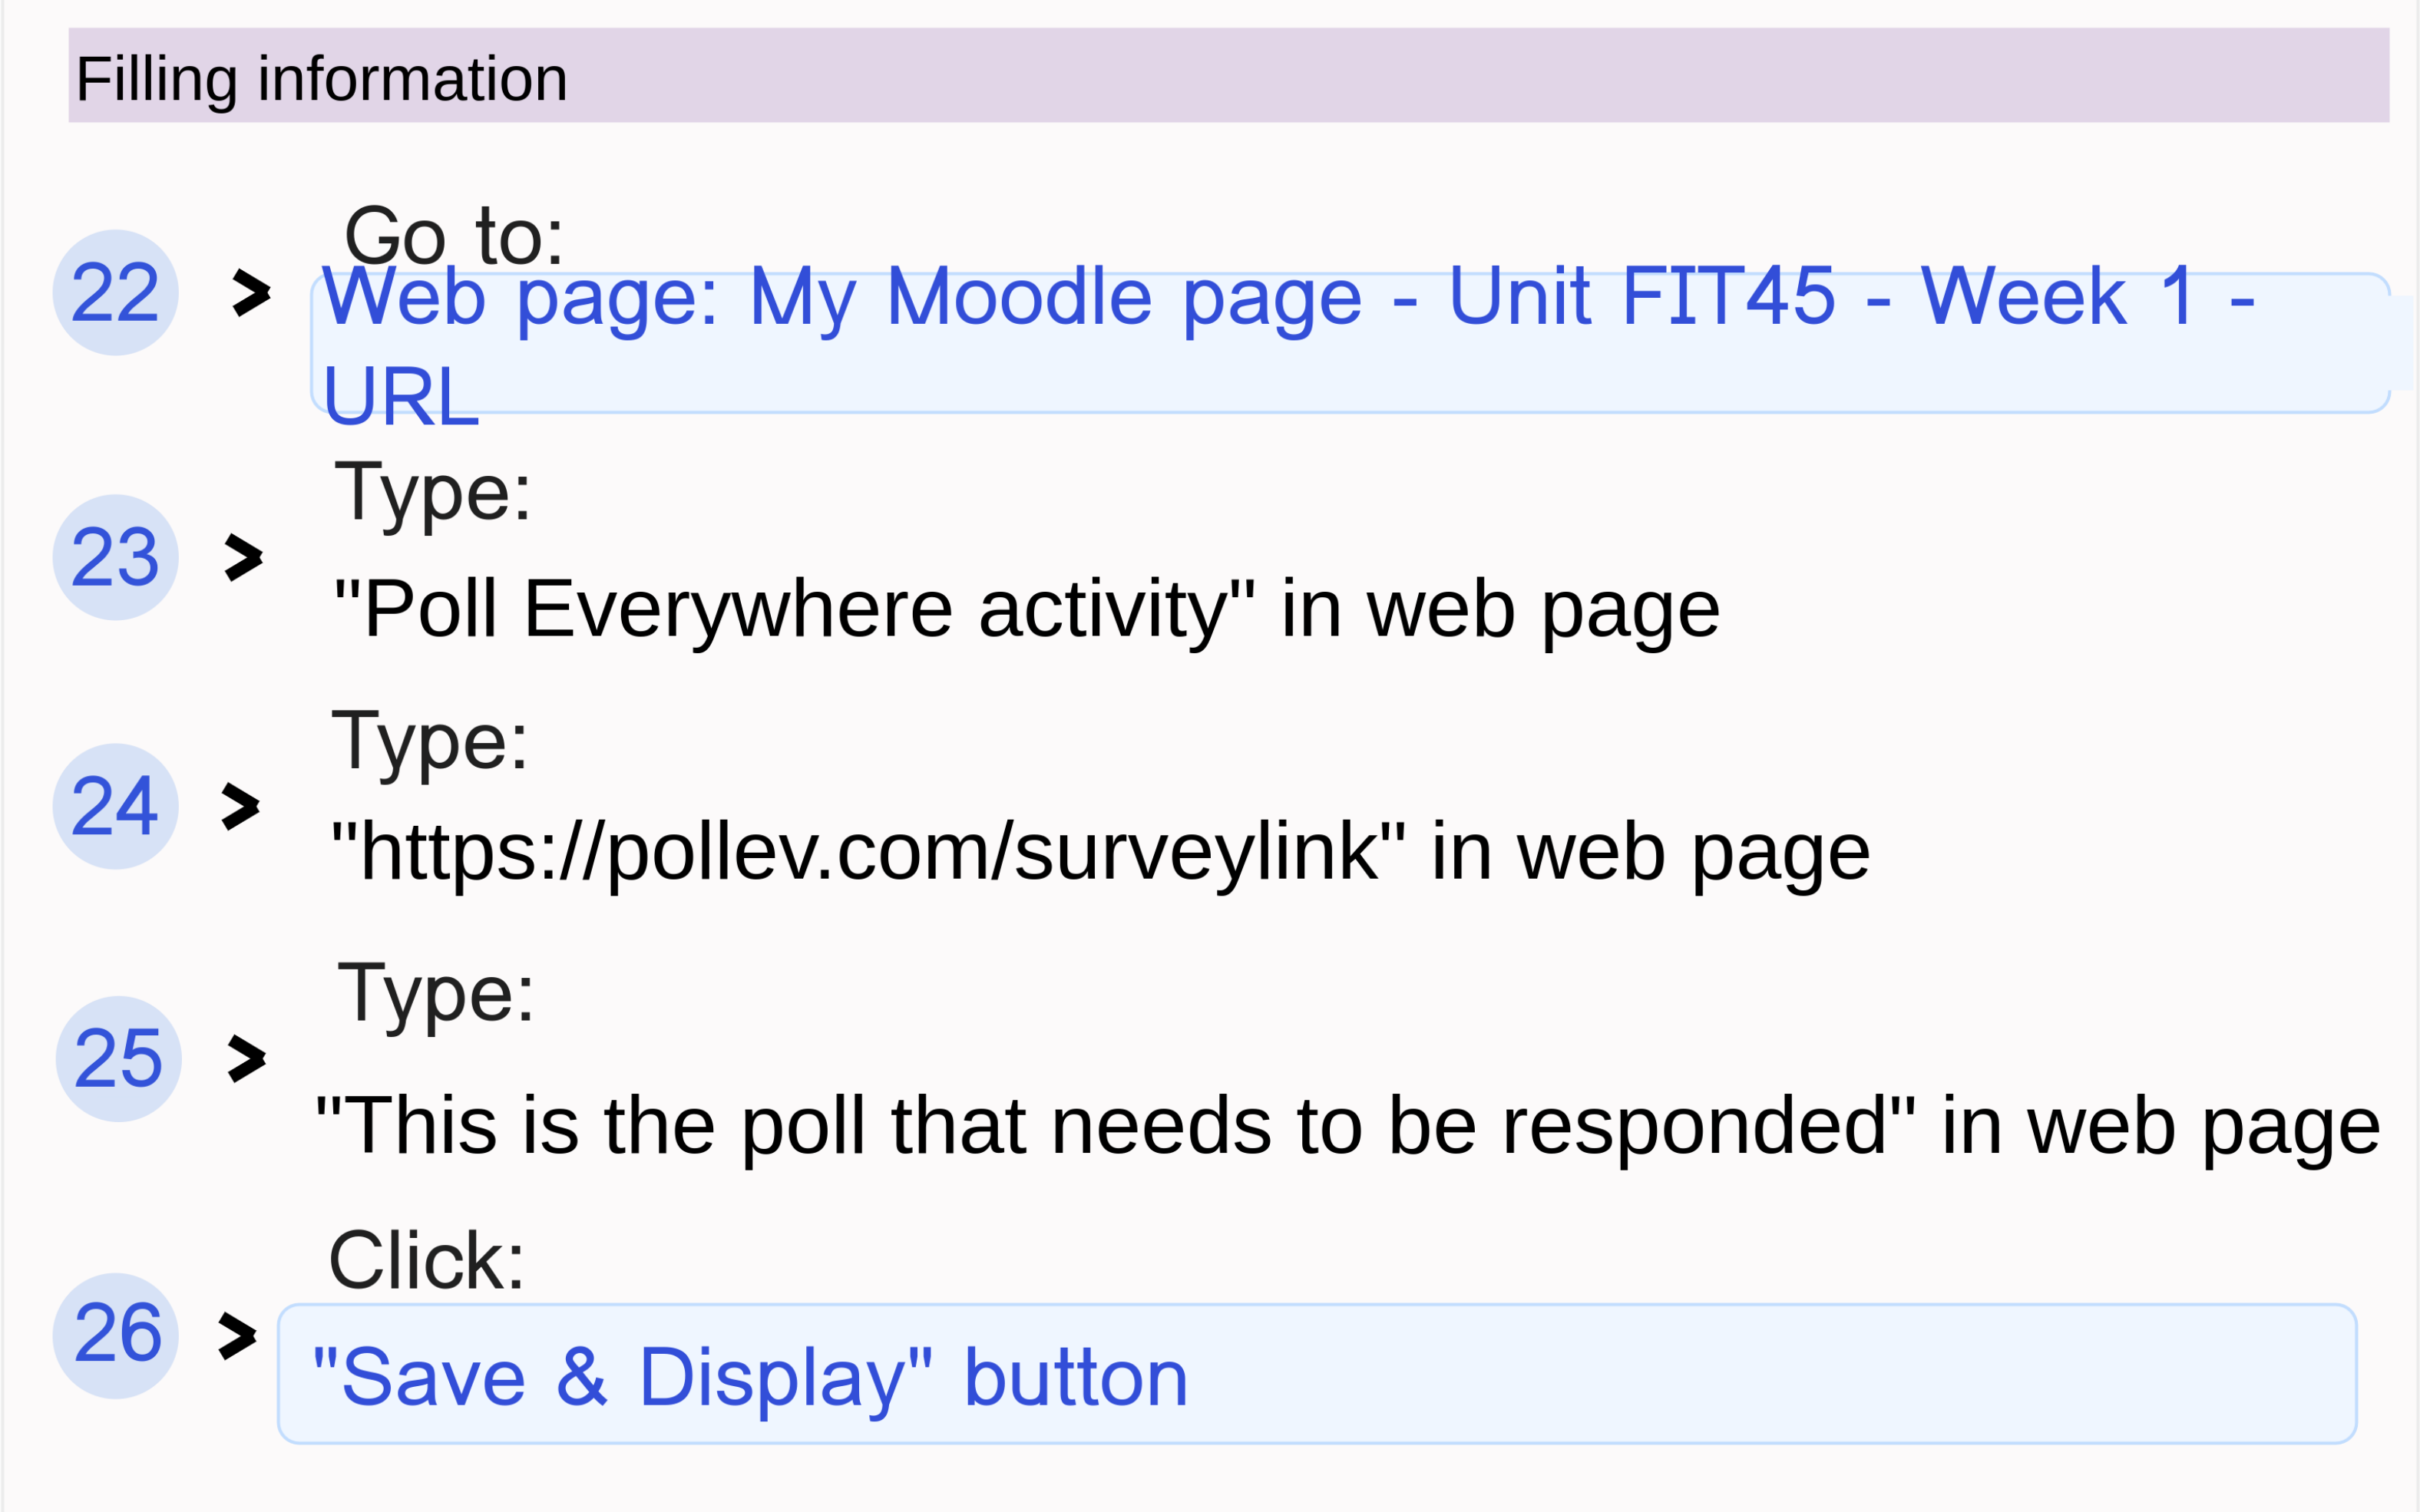 Filling information
22 > Go to:
Web page: My Moodle page - Unit FIT45 - Week 1 -
URL
23 > Type:
"Poll Everywhere activity" in web page
24 > Type:
"https://pollev.com/surveylink" in web page
25 > Type:
"This is the poll that needs to be responded" in web page
26 > Click:
"Save & Display" button